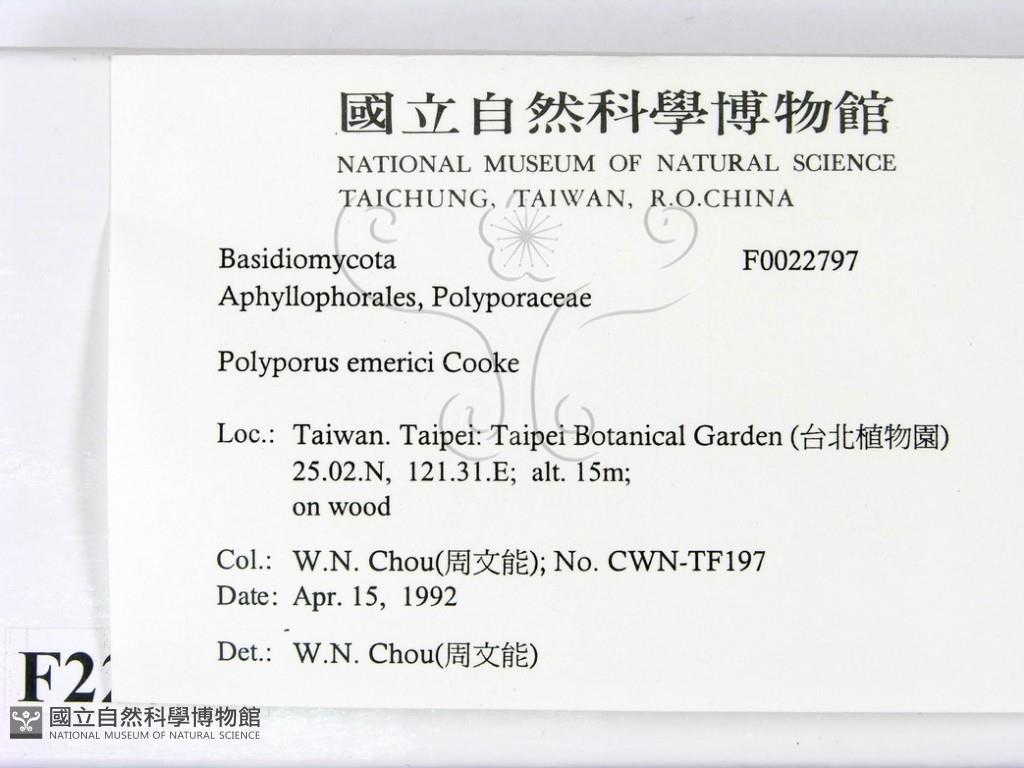 國立自然科學博物館
NATIONAL MUSEUM OF NATURAL SCIENCE
TAICHUNG, TAIWAN, R.O.CHINA
Basidiomycota F0022797
Aphyllophorales, Polyporaceae
Polyporus emerici Cooke
Loc.: Taiwan. Taipei: Taipei Botanical Garden (台北植物園)
25.02.N, 121.31.E; alt. 15m;
on wood
Col.: W.N. Chou(周文能); No. CWN-TF197
Date: Apr. 15, 1992
Det.: W.N. Chou(周文能)
國立自然科學博物館
NATIONAL MUSEUM OF NATURAL SCIENCE